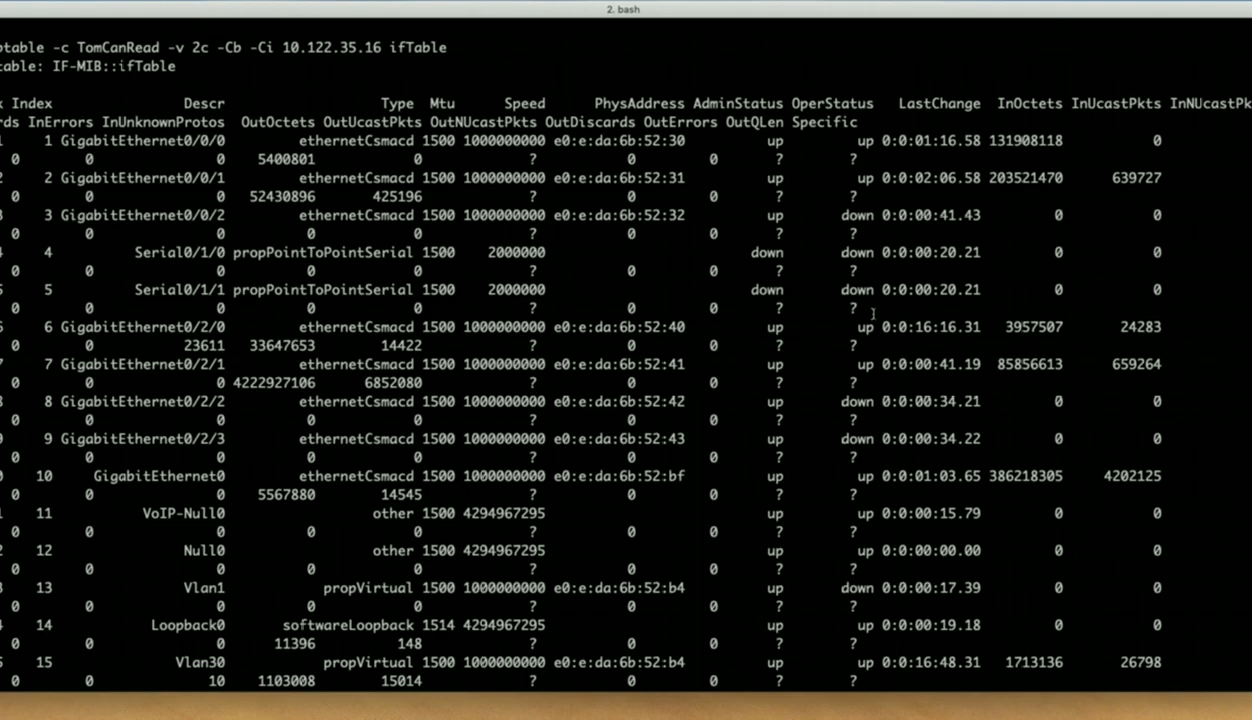 2. bash
ptable -c TomCanRead -v 2c -Cb -Ci 10.122.35.16 ifTable
table: IF-MIB::ifTable
x Index Descr Type Mtu Speed PhysAddress AdminStatus OperStatus LastChange InOctets InUcastPkts InNUcastPk
rds InErrors InUnknownProtos OutOctets OutUcastPkts OutNUcastPkts OutDiscards OutErrors OutQLen Specific
1 1 GigabitEthernet0/0/0 ethernetCsmacd 1500 1000000000 e0:e:da:6b:52:30 up up 0:0:01:16.58 131908118 0
0 0 0 5400801 0 ? 0 0 ? ?
2 2 GigabitEthernet0/0/1 ethernetCsmacd 1500 1000000000 e0:e:da:6b:52:31 up up 0:0:02:06.58 203521470 639727
0 0 0 52430896 425196 ? 0 0 ? ?
3 3 GigabitEthernet0/0/2 ethernetCsmacd 1500 1000000000 e0:e:da:6b:52:32 up down 0:0:00:41.43 0 0
0 0 0 0 0 ? 0 0 ? ?
4 4 Serial0/1/0 propPointToPointSerial 1500 2000000 down down 0:0:00:20.21 0 0
0 0 0 0 0 ? 0 0 ? ?
5 5 Serial0/1/1 propPointToPointSerial 1500 2000000 down down 0:0:00:20.21 0 0
0 0 0 0 0 ? 0 0 ? ?
6 6 GigabitEthernet0/2/0 ethernetCsmacd 1500 1000000000 e0:e:da:6b:52:40 up up 0:0:16:16.31 3957507 24283
0 0 23611 33647653 14422 ? 0 0 ? ?
7 7 GigabitEthernet0/2/1 ethernetCsmacd 1500 1000000000 e0:e:da:6b:52:41 up up 0:0:00:41.19 85856613 659264
0 0 0 4222927106 6852080 ? 0 0 ? ?
8 8 GigabitEthernet0/2/2 ethernetCsmacd 1500 1000000000 e0:e:da:6b:52:42 up down 0:0:00:34.21 0 0
0 0 0 0 0 ? 0 0 ? ?
9 9 GigabitEthernet0/2/3 ethernetCsmacd 1500 1000000000 e0:e:da:6b:52:43 up down 0:0:00:34.22 0 0
0 0 0 0 0 ? 0 0 ? ?
0 10 GigabitEthernet0 ethernetCsmacd 1500 1000000000 e0:e:da:6b:52:bf up up 0:0:01:03.65 386218305 4202125
0 0 0 5567880 14545 ? 0 0 ? ?
1 11 VoIP-Null0 other 1500 4294967295 up up 0:0:00:15.79 0 0
0 0 0 0 0 ? 0 0 ? ?
2 12 Null0 other 1500 4294967295 up up 0:0:00:00.00 0 0
0 0 0 0 0 ? 0 0 ? ?
3 13 Vlan1 propVirtual 1500 1000000000 e0:e:da:6b:52:b4 up down 0:0:00:17.39 0 0
0 0 0 0 0 ? 0 0 ? ?
4 14 Loopback0 softwareLoopback 1514 4294967295 up up 0:0:00:19.18 0 0
0 0 0 11396 148 ? 0 0 ? ?
5 15 Vlan30 propVirtual 1500 1000000000 e0:e:da:6b:52:b4 up up 0:0:16:48.31 1713136 26798
0 0 10 1103008 15014 ? 0 0 ? ?